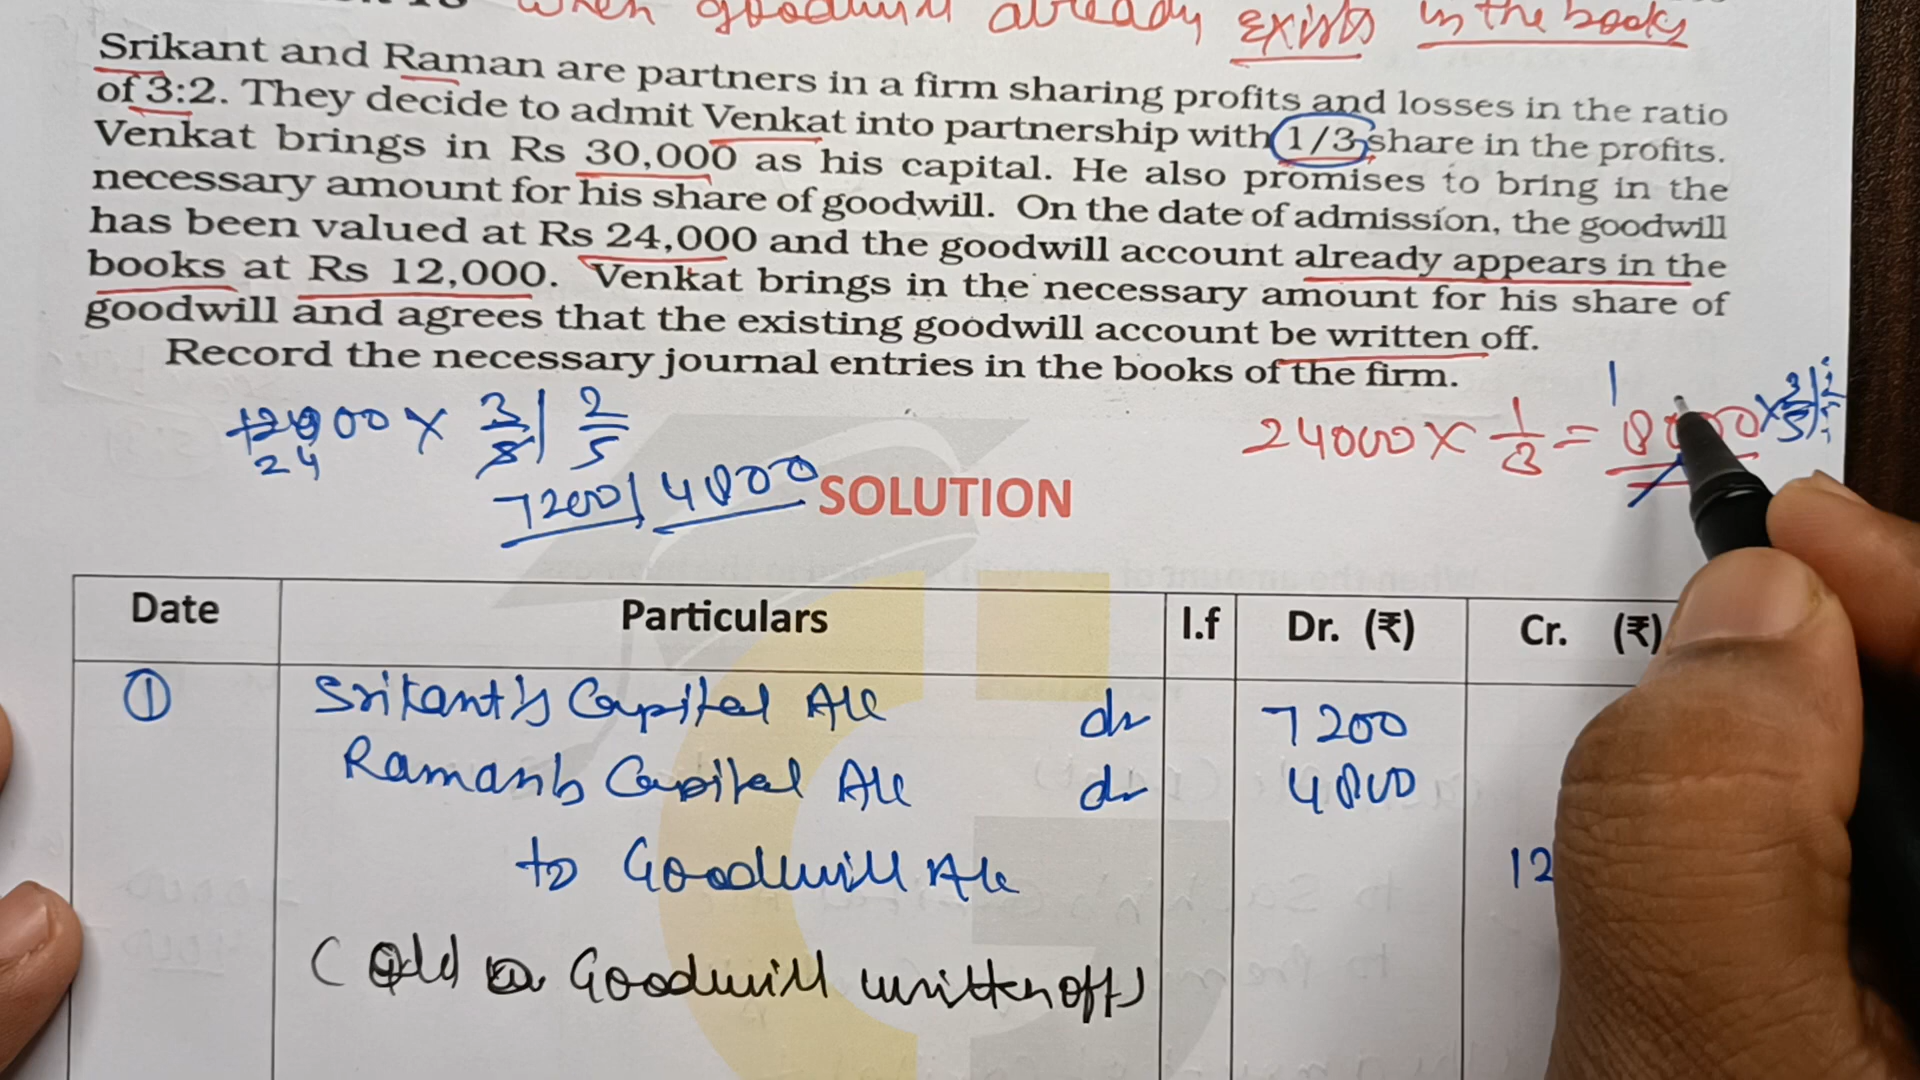 when goodwill already exists in the books
Srikant and Raman are partners in a firm sharing profits and losses in the ratio
of 3:2. They decide to admit Venkat into partnership with 1/3 share in the profits.
Venkat brings in Rs 30,000 as his capital. He also promises to bring in the
necessary amount for his share of goodwill. On the date of admission, the goodwill
has been valued at Rs 24,000 and the goodwill account already appears in the
books at Rs 12,000. Venkat brings in the necessary amount for his share of
goodwill and agrees that the existing goodwill account be written off.
Record the necessary journal entries in the books of the firm.
00 × 3/5 | 2/5
24
7200 | 4800
24000 × 1/3 = × 3/5 |
SOLUTION
Date Particulars l.f Dr. (₹) Cr. (₹)
① Srikant's Capital A/c dr 7200
Raman's Capital A/c dr 4800
to Goodwill A/c 12
(Old Goodwill written off)